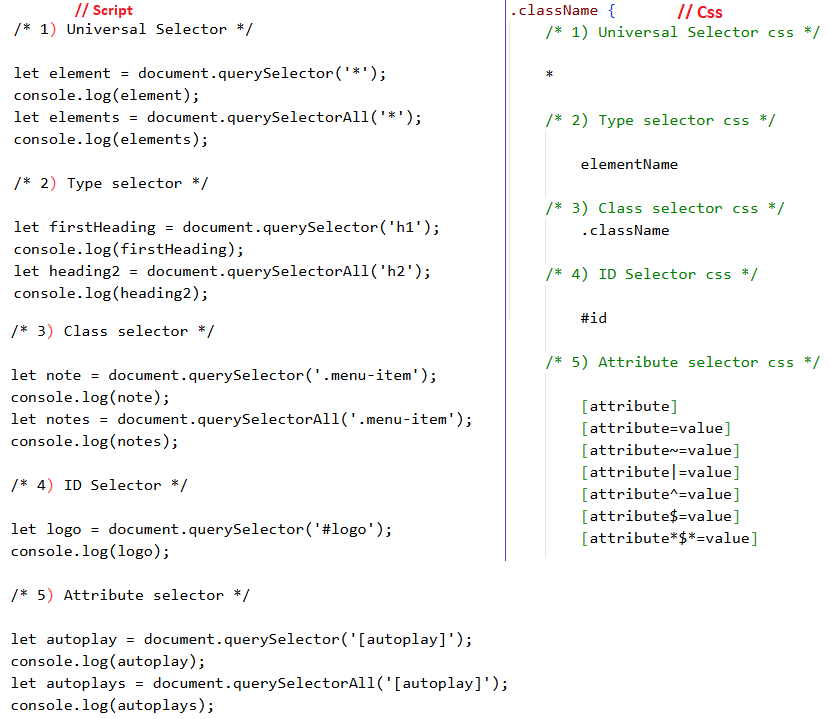 // Script
/* 1) Universal Selector */
let element = document.querySelector('*');
console.log(element);
let elements = document.querySelectorAll('*');
console.log(elements);
/* 2) Type selector */
let firstHeading = document.querySelector('h1');
console.log(firstHeading);
let heading2 = document.querySelectorAll('h2');
console.log(heading2);
/* 3) Class selector */
let note = document.querySelector('.menu-item');
console.log(note);
let notes = document.querySelectorAll('.menu-item');
console.log(notes);
/* 4) ID Selector */
let logo = document.querySelector('#logo');
console.log(logo);
/* 5) Attribute selector */
let autoplay = document.querySelector('[autoplay]');
console.log(autoplay);
let autoplays = document.querySelectorAll('[autoplay]');
console.log(autoplays);
.className { // Css
/* 1) Universal Selector css */
*
/* 2) Type selector css */
elementName
/* 3) Class selector css */
.className
/* 4) ID Selector css */
#id
/* 5) Attribute selector css */
[attribute]
[attribute=value]
[attribute~=value]
[attribute|=value]
[attribute^=value]
[attribute$=value]
[attribute*$*=value]